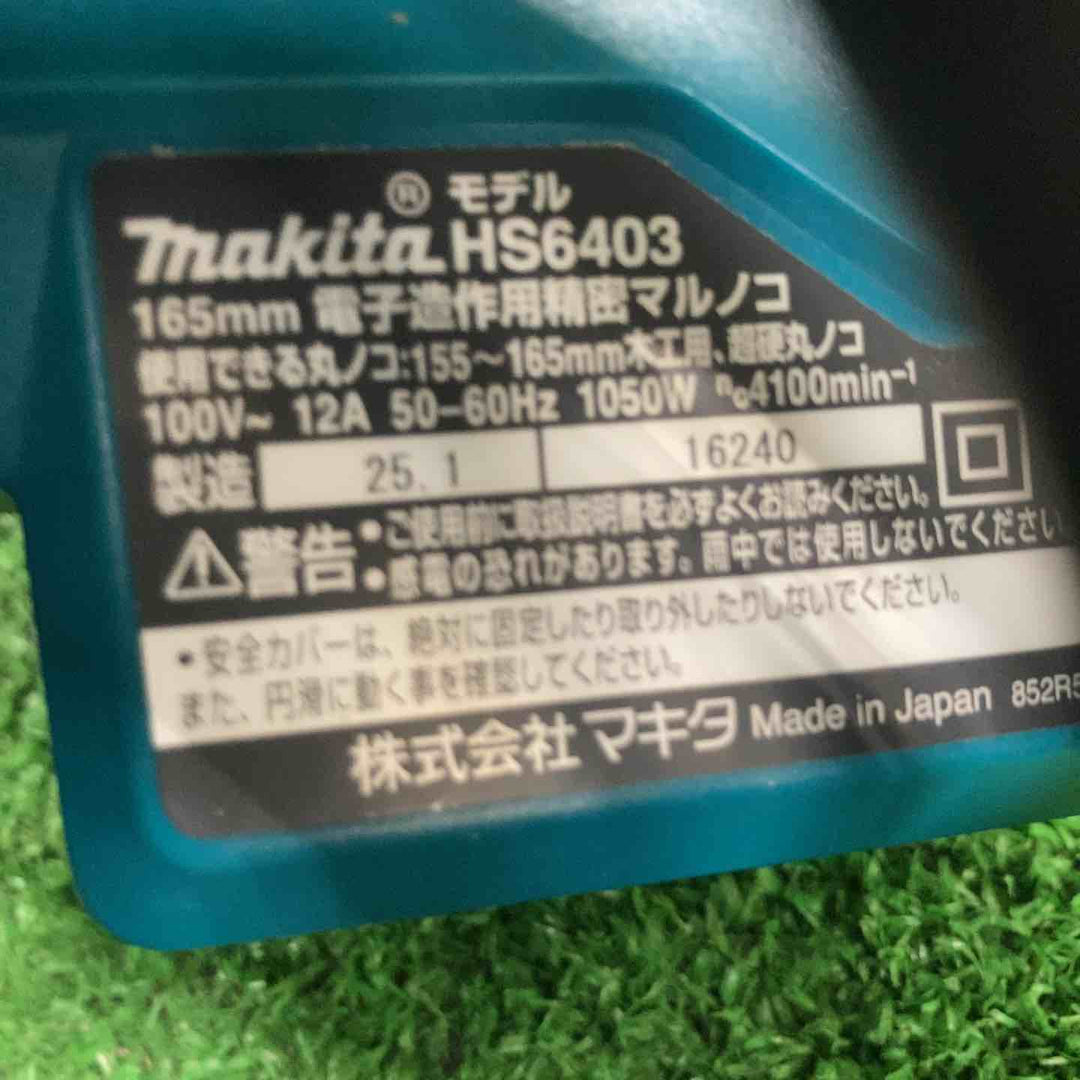 ® モデル
makita HS6403
165mm 電子造作用精密マルノコ
使用できる丸ノコ:155～165mm木工用、超硬丸ノコ
100V~ 12A 50-60Hz 1050W n₀4100min⁻¹
製造 25.1 16240
警告 •ご使用前に取扱説明書を必ずよくお読みください。
•感電の恐れがあります。雨中では使用しないでください
•安全カバーは、絶対に固定したり取り外したりしないでください。
また、円滑に動く事を確認してください。
株式会社マキタ Made in Japan 852R5